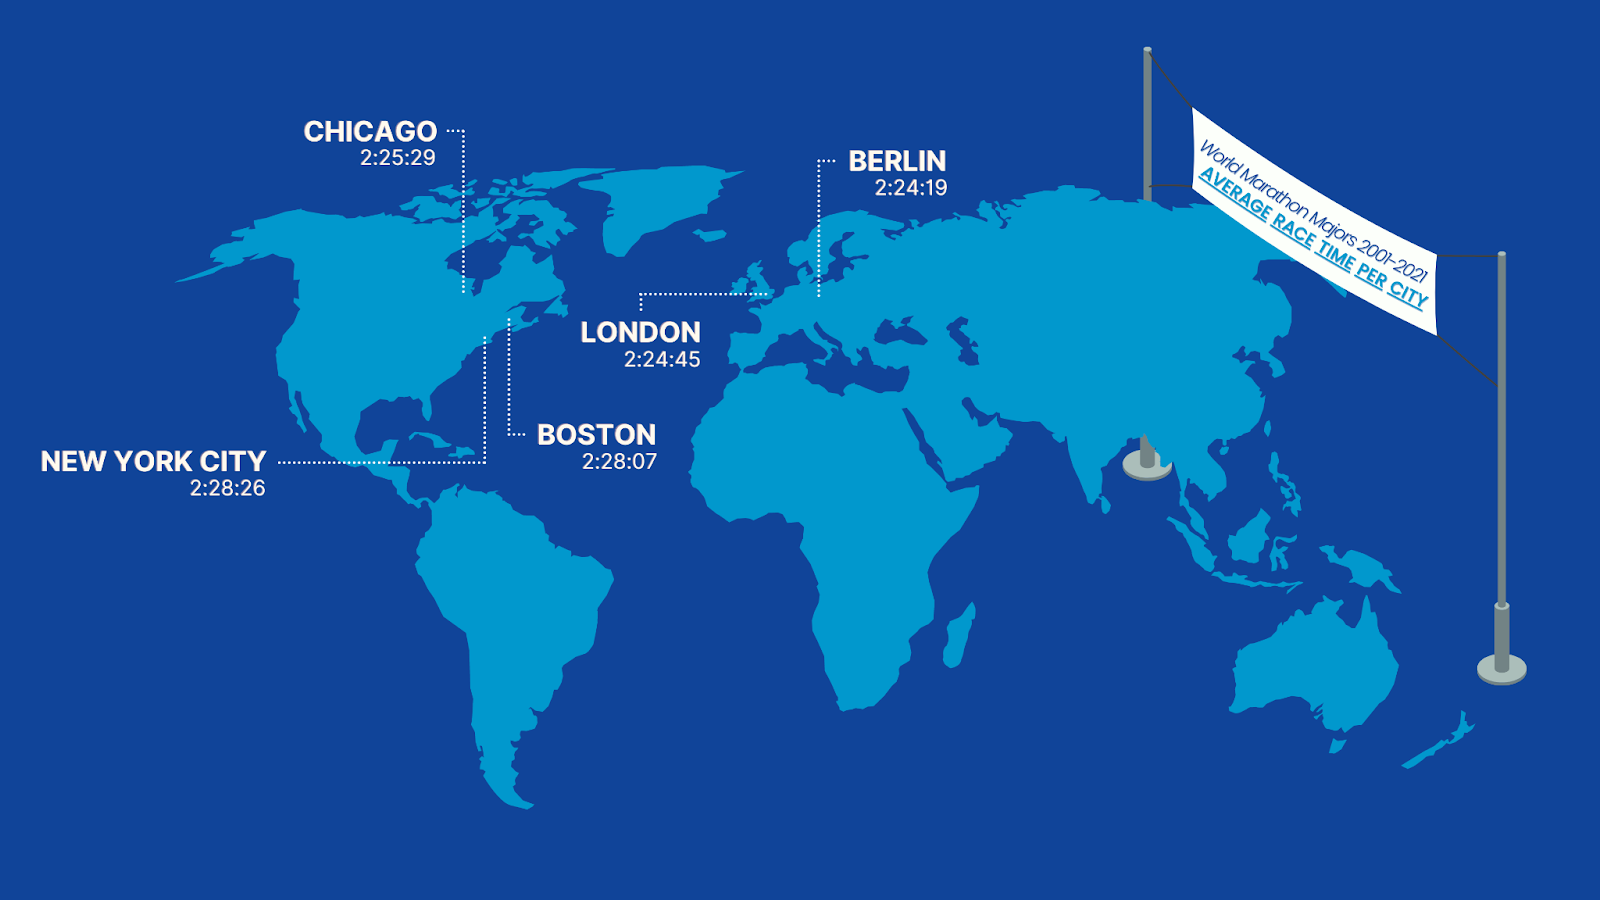 CHICAGO
2:25:29
BERLIN
2:24:19
World Marathon Majors 2001-2021
AVERAGE RACE TIME PER CITY
LONDON
2:24:45
BOSTON
2:28:07
NEW YORK CITY
2:28:26